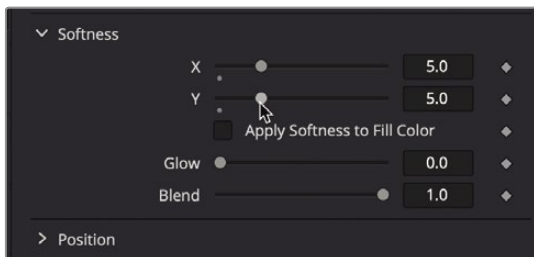 Softness
X 5.0
Y 5.0
Apply Softness to Fill Color
Glow 0.0
Blend 1.0
Position